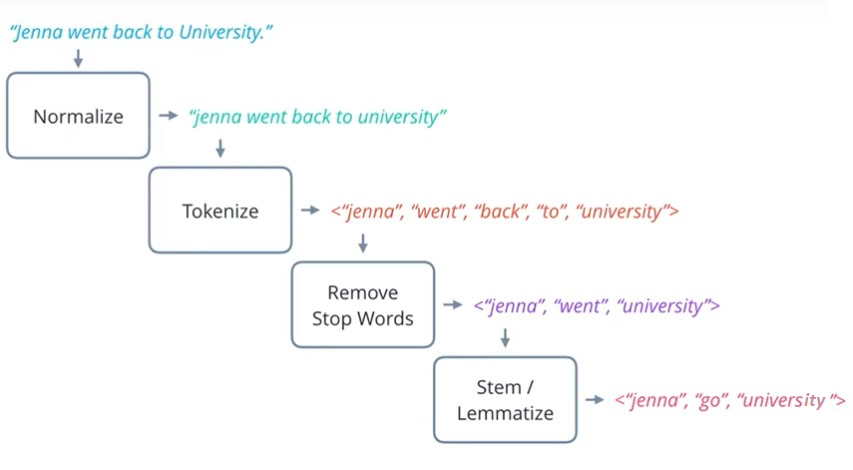 “Jenna went back to University.”
Normalize
“jenna went back to university”
Tokenize
<“jenna”, “went”, “back”, “to”, “university”>
Remove
Stop Words
<“jenna”, “went”, “university”>
Stem /
Lemmatize
<“jenna”, “go”, “university ”>